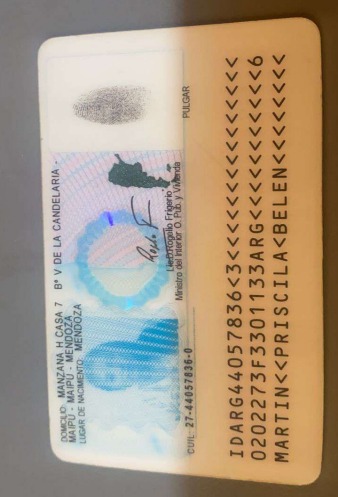 DOMICILIO: MANZANA H CASA 7 Bº V DE LA CANDELARIA -
MAIPU - MAIPU - MENDOZA
LUGAR DE NACIMIENTO: MENDOZA
Lic. Rogelio Frigerio
Ministro del Interior O. Púb. y Vivienda
PULGAR
CUIL: 27-44057836-0
IDARG44057836<3<<<<<<<<<<<<<<<
0202273F3301133ARG<<<<<<<<<<<6
MARTIN<<PRISCILA<BELEN<<<<<<<<